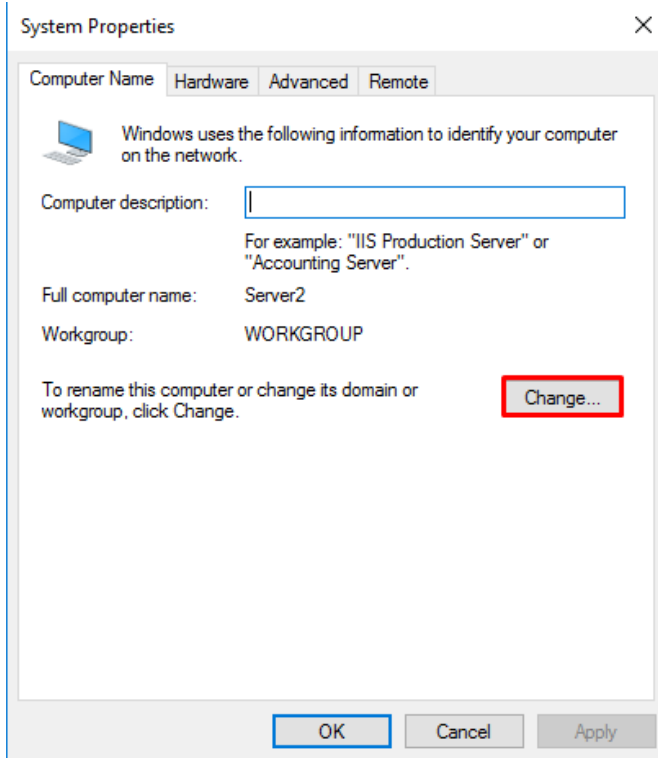 System Properties
Computer Name Hardware Advanced Remote
Windows uses the following information to identify your computer
on the network.
Computer description:
For example: "IIS Production Server" or
"Accounting Server".
Full computer name: Server2
Workgroup: WORKGROUP
To rename this computer or change its domain or
workgroup, click Change.
Change...
OK Cancel Apply